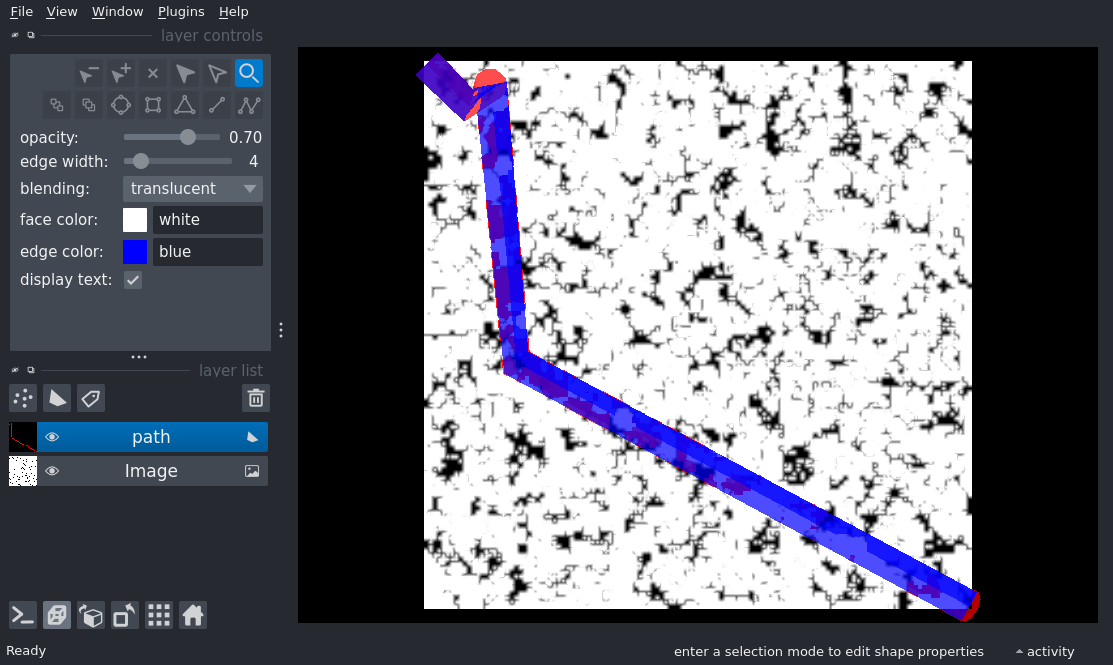 File View Window Plugins Help
layer controls
opacity: 0.70
edge width: 4
blending: translucent
face color: white
edge color: blue
display text:
layer list
path
Image
Ready
enter a selection mode to edit shape properties
activity